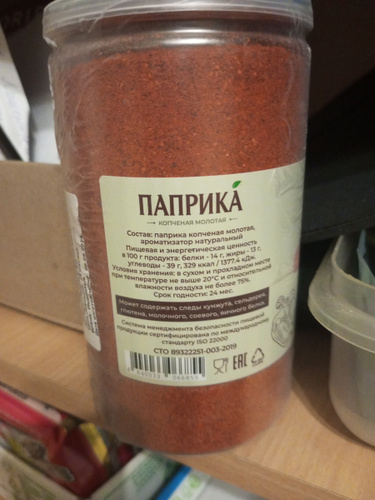 ПАПРИКА
КОПЧЕНАЯ МОЛОТАЯ
Состав: паприка копченая молотая,
ароматизатор натуральный
Пищевая и энергетическая ценность
в 100 г продукта: белки - 14 г, жиры - 13 г,
углеводы - 39 г, 329 ккал / 1377,4 кДж.
Условия хранения: в сухом и прохладном месте
при температуре не выше 20°С и относительной
влажности воздуха не более 75%.
Срок годности: 24 мес.
Может содержать следы кунжута, сельдерея,
глютена, молочного, соевого, яичного белка.
Система менеджмента безопасности пищевой
продукции сертифицирована по международному
стандарту ISO 22000
СТО 89322251-003-2019
EAC